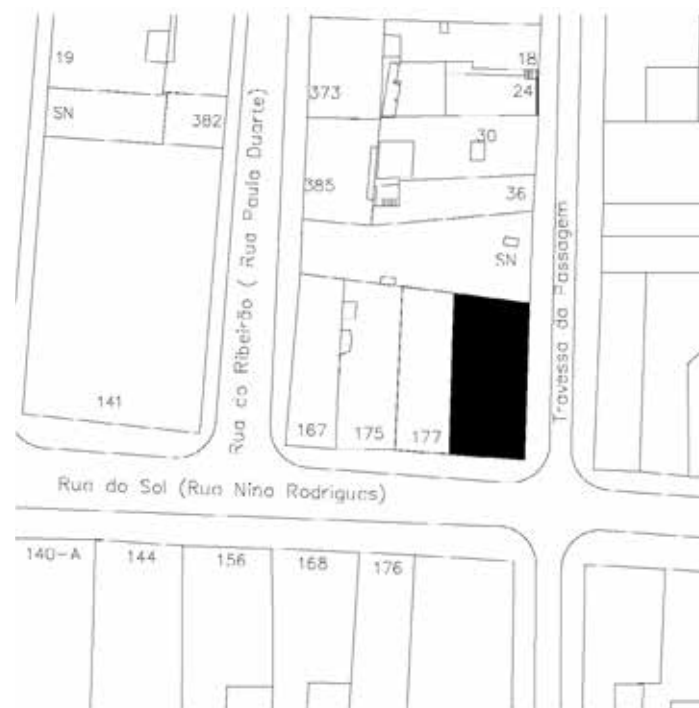 19
18
373
24
SN
382
30
385
36
SN
Rua do Ribeirão ( Rua Paula Duarte)
Travessa da Passagem
141
167
175
177
Rua do Sol (Rua Nina Rodrigues)
140-A
144
156
168
176